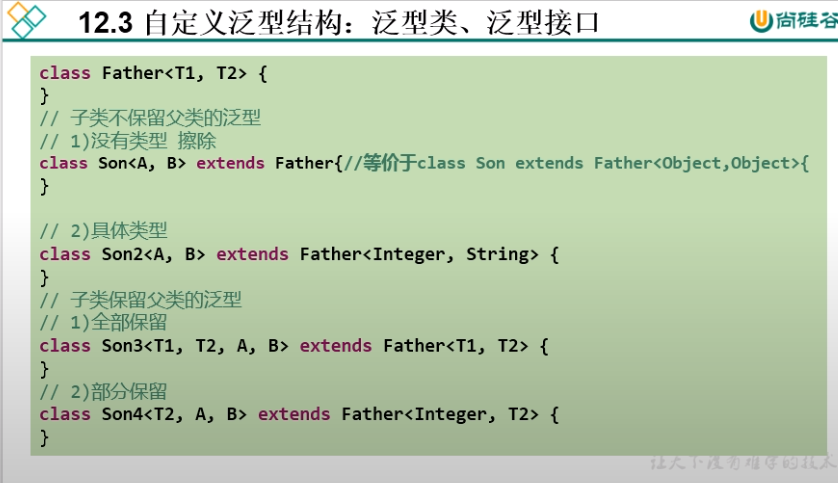 12.3 自定义泛型结构：泛型类、泛型接口
尚硅谷
class Father<T1, T2> {
}
// 子类不保留父类的泛型
// 1)没有类型 擦除
class Son<A, B> extends Father{//等价于class Son extends Father<Object,Object>{
}
// 2)具体类型
class Son2<A, B> extends Father<Integer, String> {
}
// 子类保留父类的泛型
// 1)全部保留
class Son3<T1, T2, A, B> extends Father<T1, T2> {
}
// 2)部分保留
class Son4<T2, A, B> extends Father<Integer, T2> {
}
让天下没有难学的技术